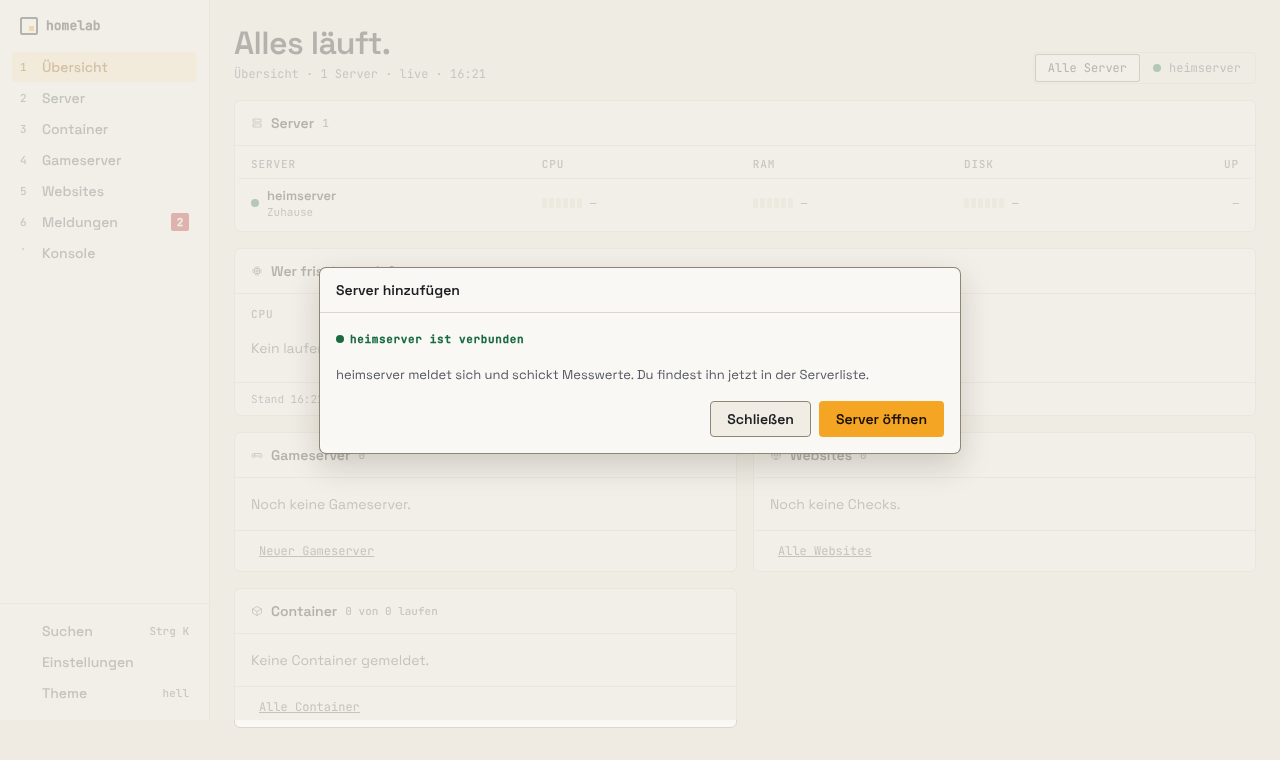 homelab
1 Übersicht
2 Server
3 Container
4 Gameserver
5 Websites
6 Meldungen 2
` Konsole
Suchen Strg K
Einstellungen
Theme hell
Alles läuft.
Übersicht · 1 Server · live · 16:21
Alle Server heimserver
Server 1
SERVER CPU RAM DISK UP
heimserver — — — —
Zuhause
Wer
CPU
Kein
Stand
Server hinzufügen
heimserver ist verbunden
heimserver meldet sich und schickt Messwerte. Du findest ihn jetzt in der Serverliste.
Schließen Server öffnen
Gameserver 0
Noch keine Gameserver.
Neuer Gameserver
Websites 0
Noch keine Checks.
Alle Websites
Container 0 von 0 laufen
Keine Container gemeldet.
Alle Container